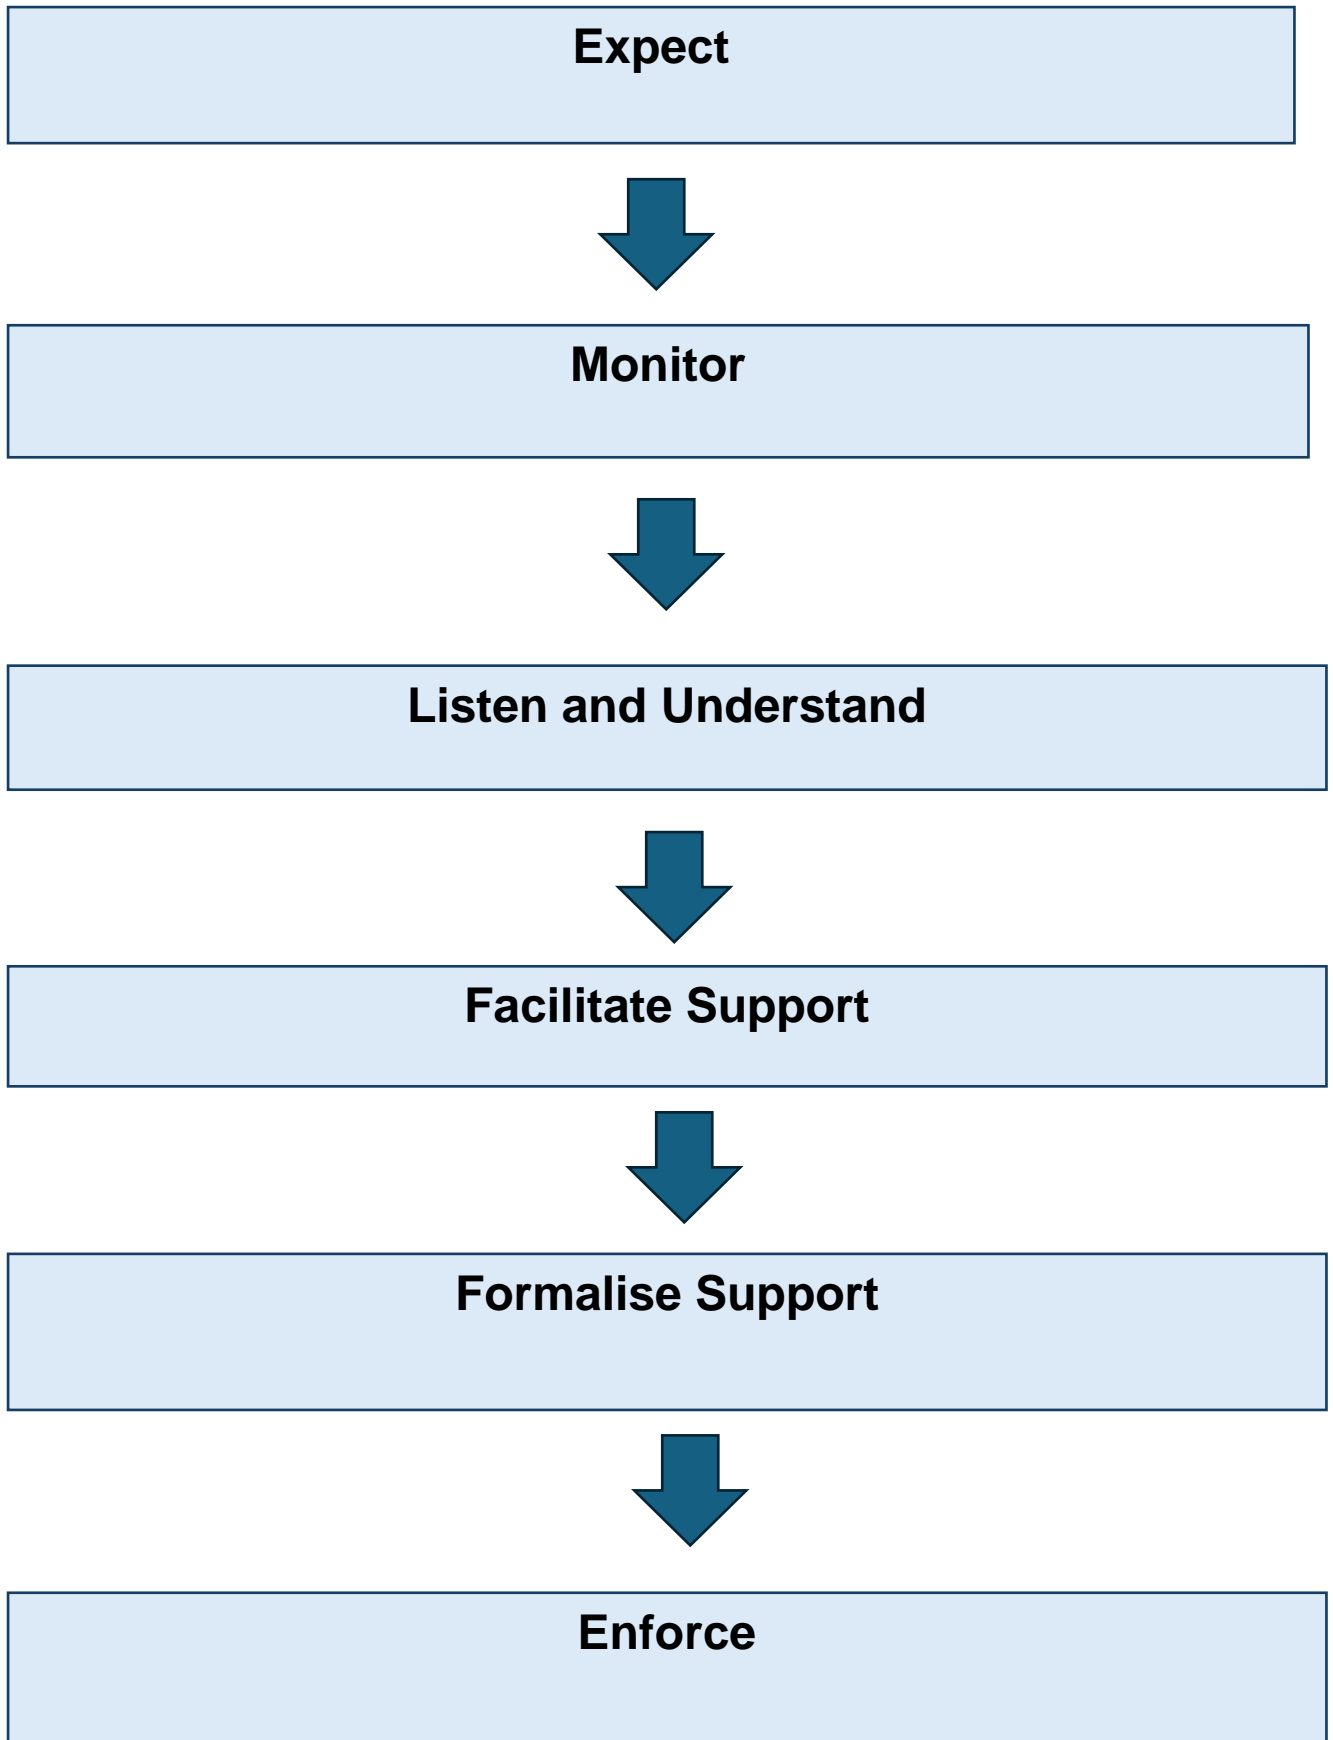 Expect
Monitor
Listen and Understand
Facilitate Support
Formalise Support
Enforce